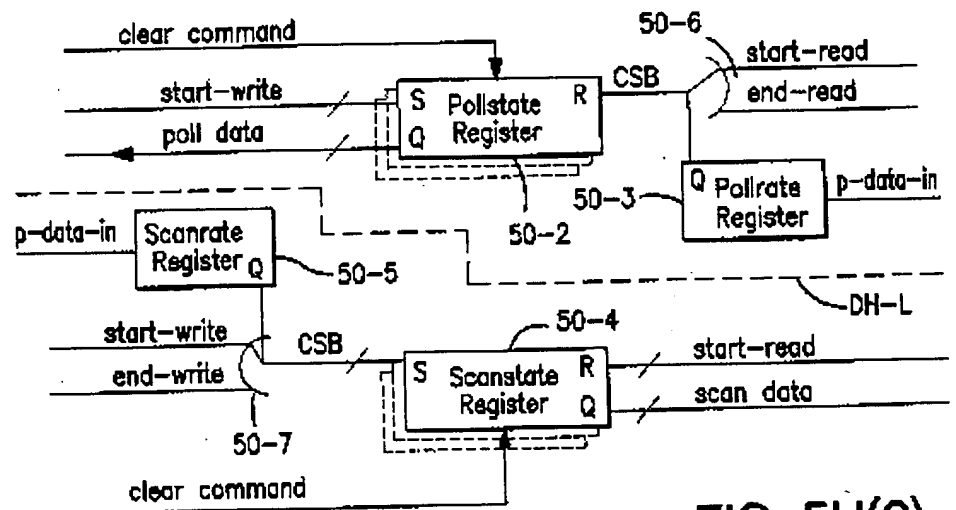 clear command
50-6
start-read
CSB
start-write
S
Pollstate
R
end-read
Register
poll data
Q
50-3
Q
Pollrate
p-data-in
Register
50-2
p-data-in
Scanrate
Register
Q
50-5
DH-L
50-4
start-write
CSB
start-read
end-write
S
Scanstate
R
Register
Q
scan data
50-7
clear command